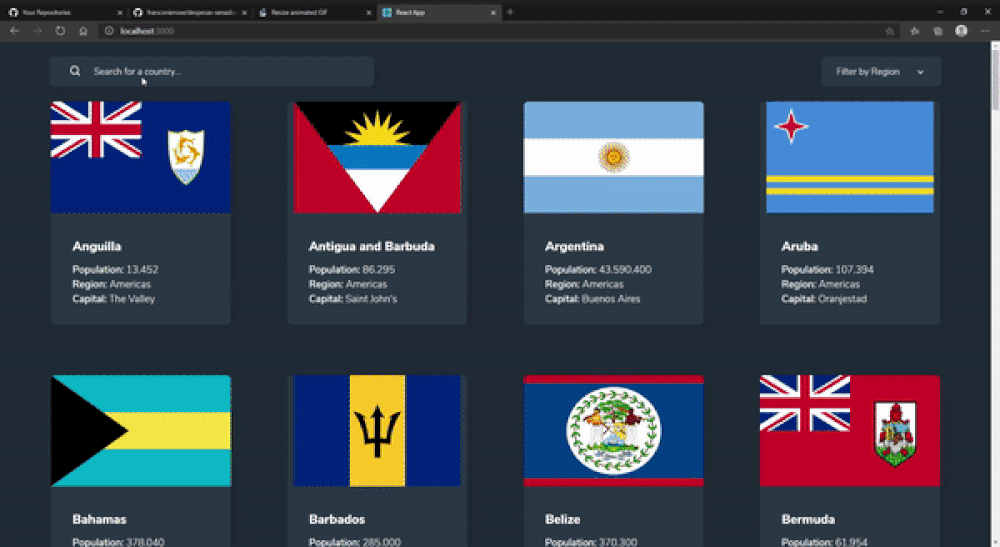 Your Repositories
Resize animated GIF
React App
localhost:3000
Search for a country...
Filter by Region
Anguilla
Population: 13.452
Region: Americas
Capital: The Valley
Antigua and Barbuda
Population: 86.295
Region: Americas
Capital: Saint John's
Argentina
Population: 43.590.400
Region: Americas
Capital: Buenos Aires
Aruba
Population: 107.394
Region: Americas
Capital: Oranjestad
Bahamas
Population: 378.040
Barbados
Population: 285.000
Belize
Population: 370.300
Bermuda
Population: 61.954